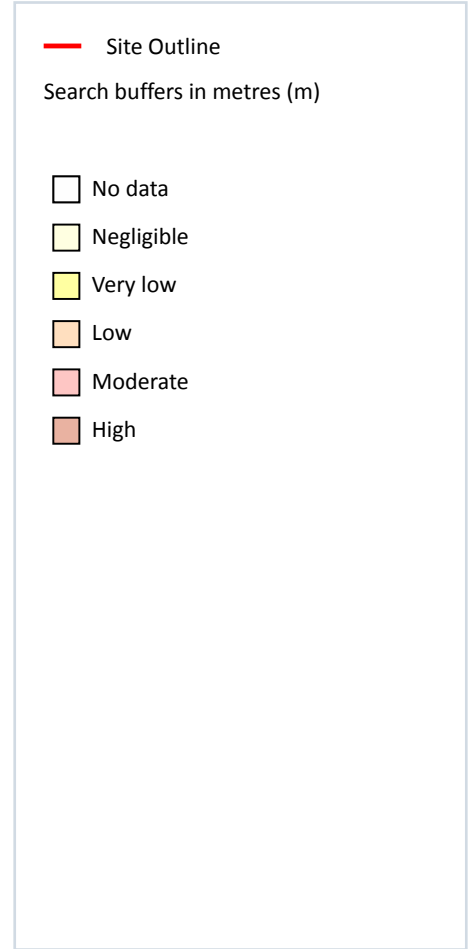 Site Outline
Search buffers in metres (m)
No data
Negligible
Very low
Low
Moderate
High